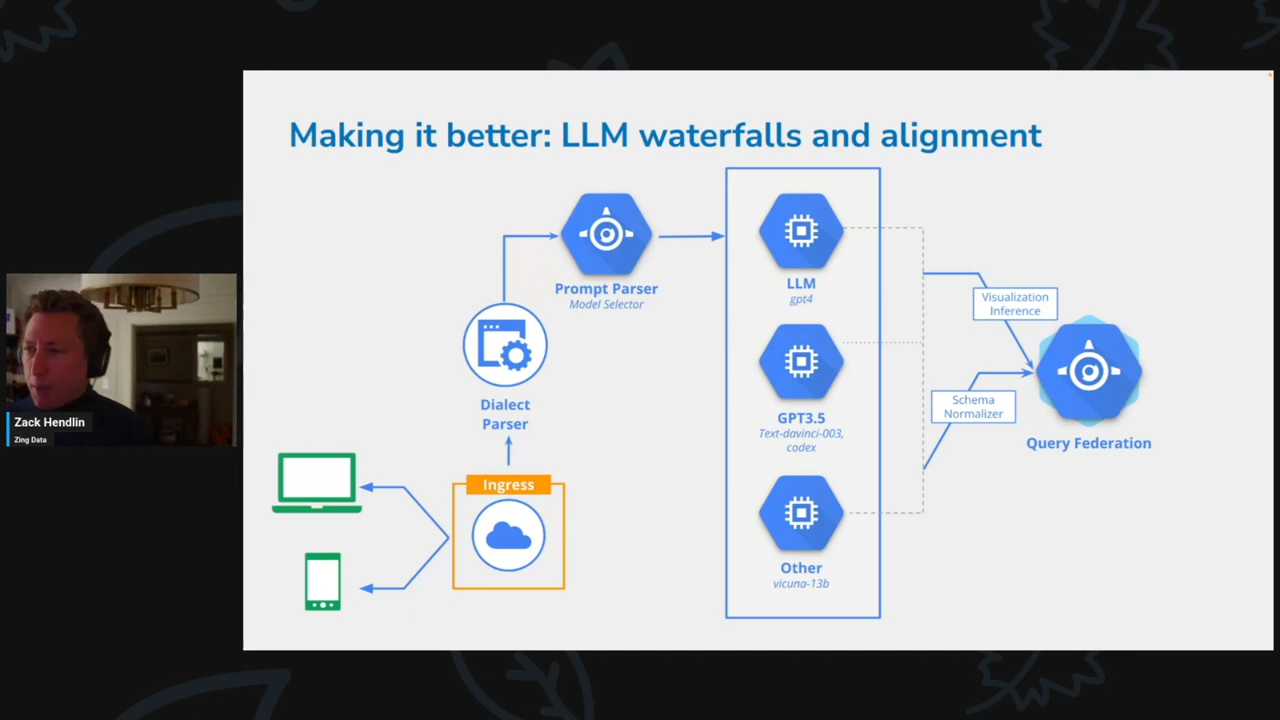 Making it better: LLM waterfalls and alignment
Prompt Parser
Model Selector
LLM
gpt4
Visualization
Inference
Dialect
Parser
GPT3.5
Text-davinci-003,
codex
Schema
Normalizer
Query Federation
Ingress
Other
vicuna-13b
Zack Hendlin
Zing Data